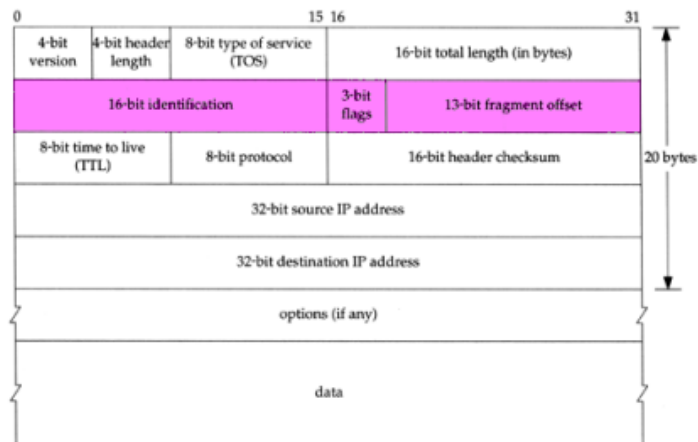 0 15 16 31
4-bit version
4-bit header length
8-bit type of service (TOS)
16-bit total length (in bytes)
16-bit identification
3-bit flags
13-bit fragment offset
8-bit time to live (TTL)
8-bit protocol
16-bit header checksum
20 bytes
32-bit source IP address
32-bit destination IP address
options (if any)
data